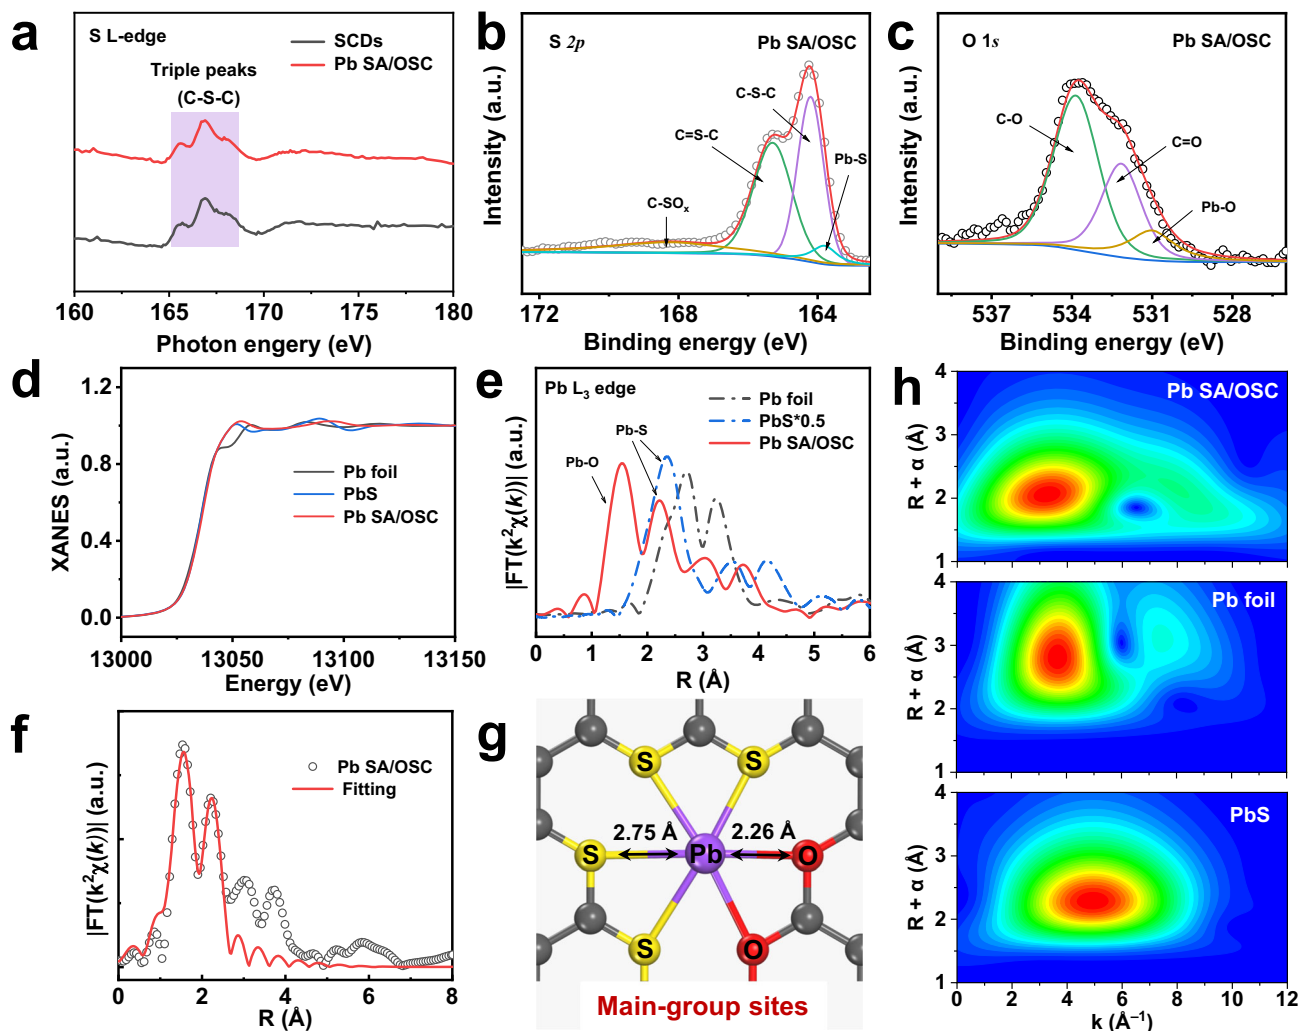 a
S L-edge
SCDs
Pb SA/OSC
Triple peaks
(C-S-C)
160 165 170 175 180
Photon engery (eV)
b
S 2p
Pb SA/OSC
C-S-C
C=S-C
Pb-S
C-SOₓ
Intensity (a.u.)
172 168 164
Binding energy (eV)
c
O 1s
Pb SA/OSC
C-O
C=O
Pb-O
Intensity (a.u.)
537 534 531 528
Binding energy (eV)
d
1.2
0.8
0.4
0.0
XANES (a.u.)
Pb foil
PbS
Pb SA/OSC
13000 13050 13100 13150
Energy (eV)
e
Pb L₃ edge
Pb foil
PbS*0.5
Pb SA/OSC
Pb-S
Pb-O
|FT(k²χ(k))| (a.u.)
0 1 2 3 4 5 6
R (Å)
f
Pb SA/OSC
Fitting
|FT(k²χ(k))| (a.u.)
0 2 4 6 8
R (Å)
g
S S
2.75 Å 2.26 Å
S Pb O
S O
Main-group sites
h
Pb SA/OSC
4
3
2
1
R + α (Å)
Pb foil
4
3
2
1
R + α (Å)
PbS
4
3
2
1
R + α (Å)
0 2 4 6 8 10 12
k (Å⁻¹)